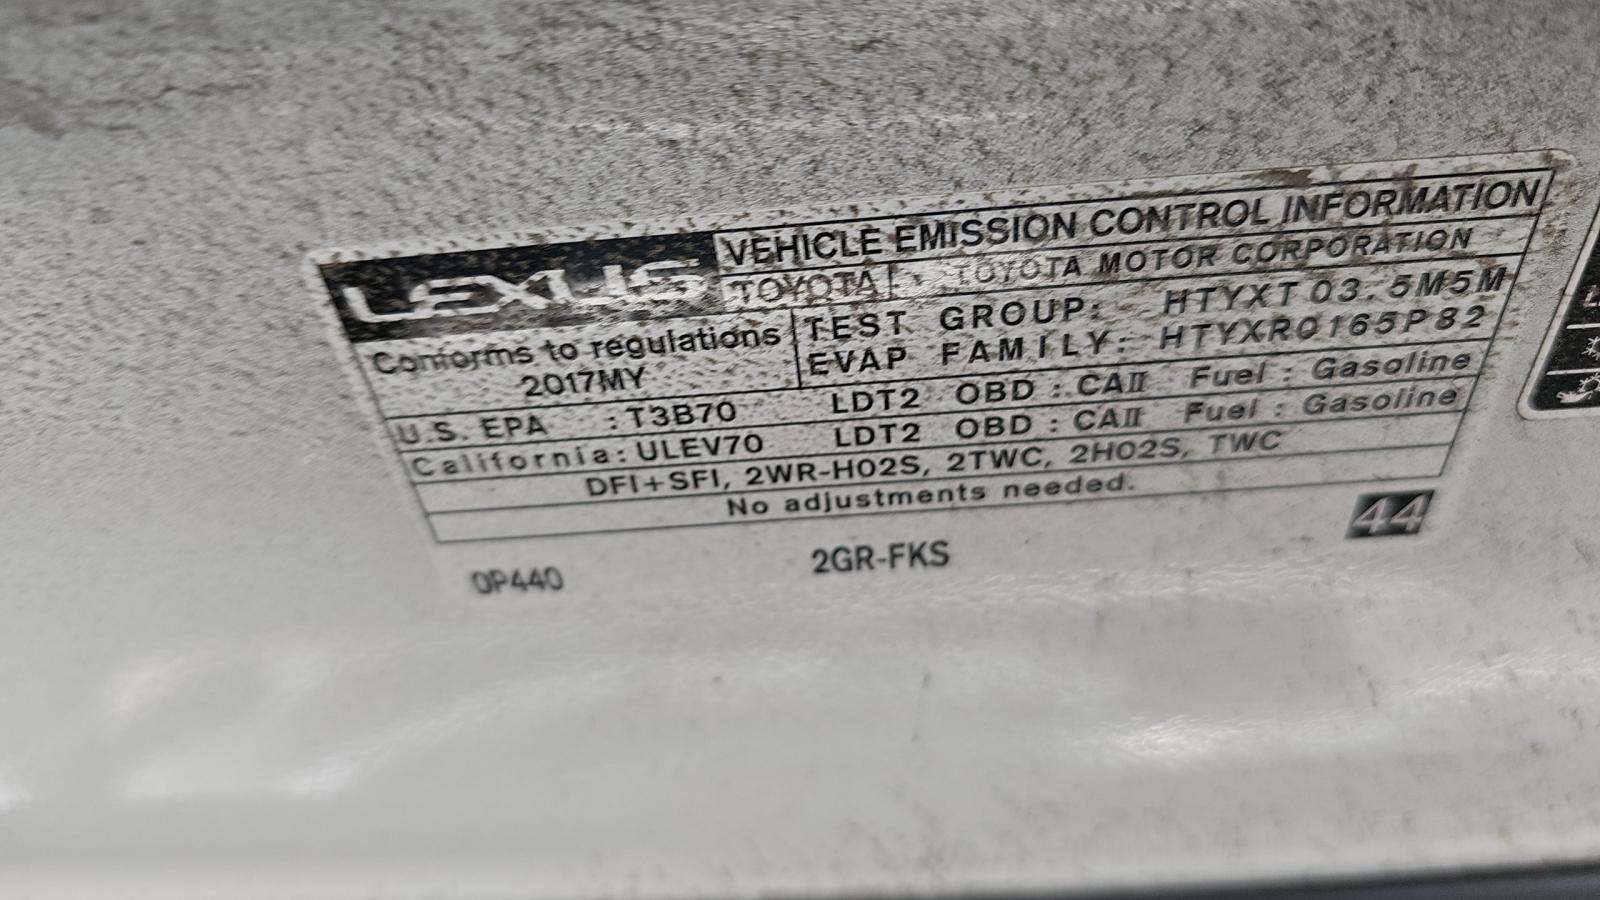 LEXUS
VEHICLE EMISSION CONTROL INFORMATION
TOYOTA TOYOTA MOTOR CORPORATION
Conforms to regulations
2017MY
TEST GROUP: HTYXT03.5M5M
EVAP FAMILY: HTYXR0165P82
U.S. EPA : T3B70 LDT2 OBD : CAII Fuel : Gasoline
California: ULEV70 LDT2 OBD : CAII Fuel : Gasoline
DFI+SFI, 2WR-HO2S, 2TWC, 2HO2S, TWC
No adjustments needed.
44
0P440
2GR-FKS